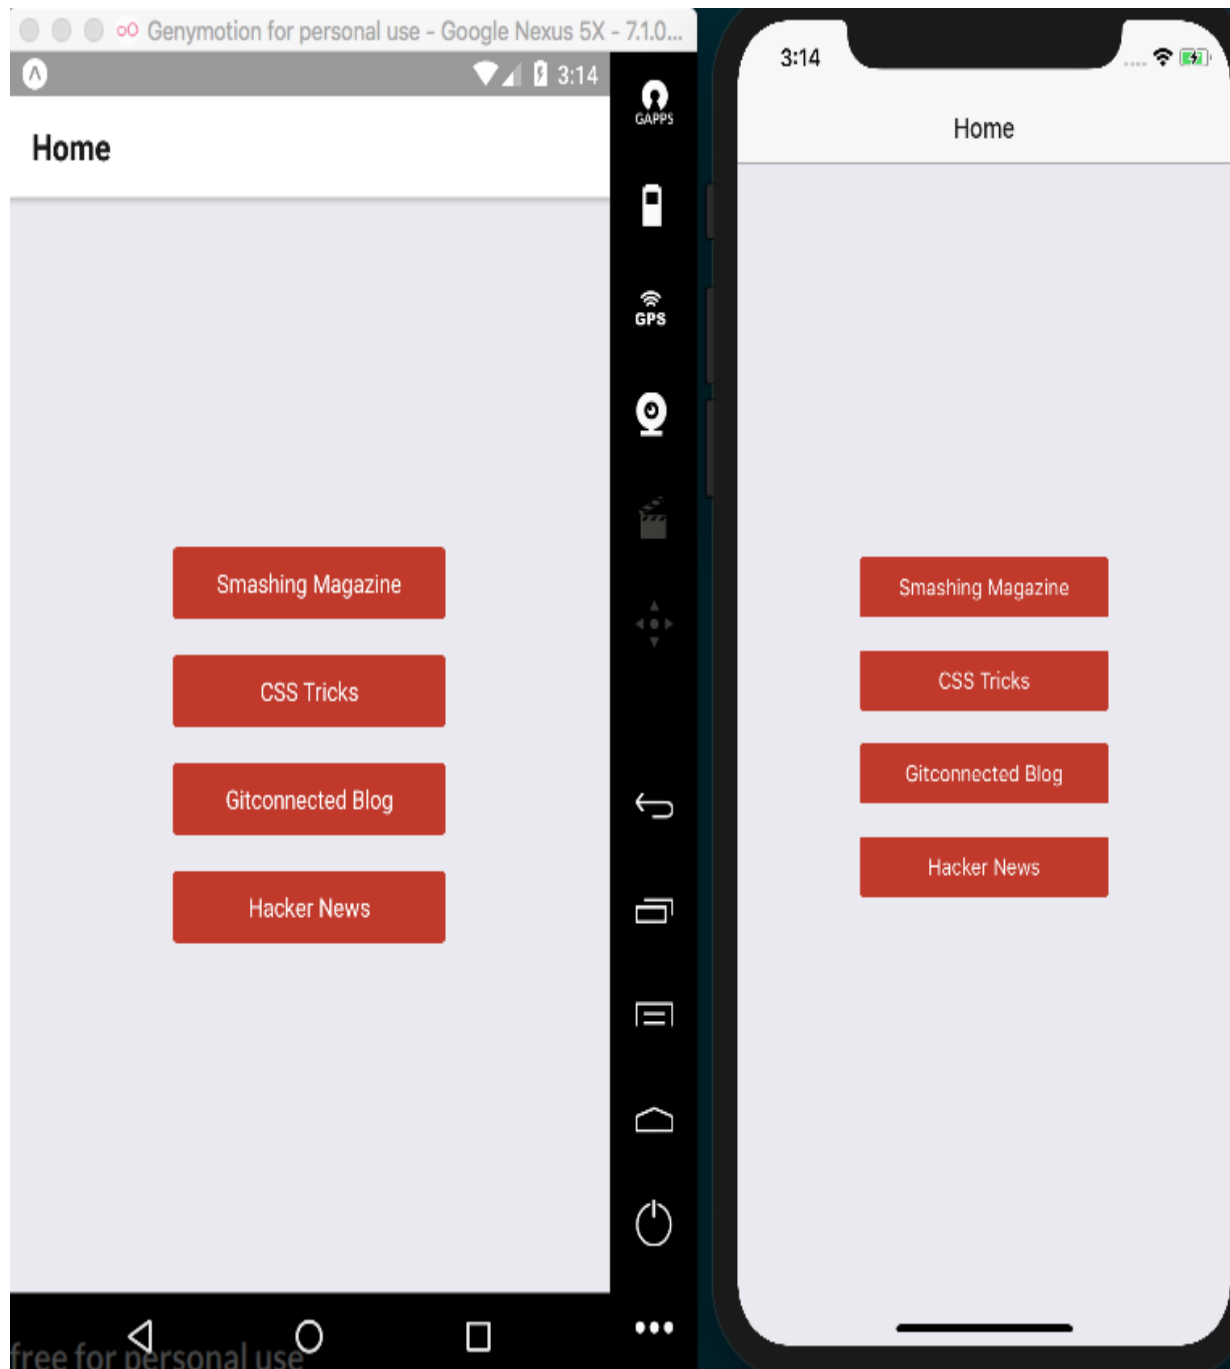 Genymotion for personal use - Google Nexus 5X - 7.1.0...
3:14
Home
Smashing Magazine
CSS Tricks
Gitconnected Blog
Hacker News
free for personal use
GAPPS
GPS
3:14
Home
Smashing Magazine
CSS Tricks
Gitconnected Blog
Hacker News